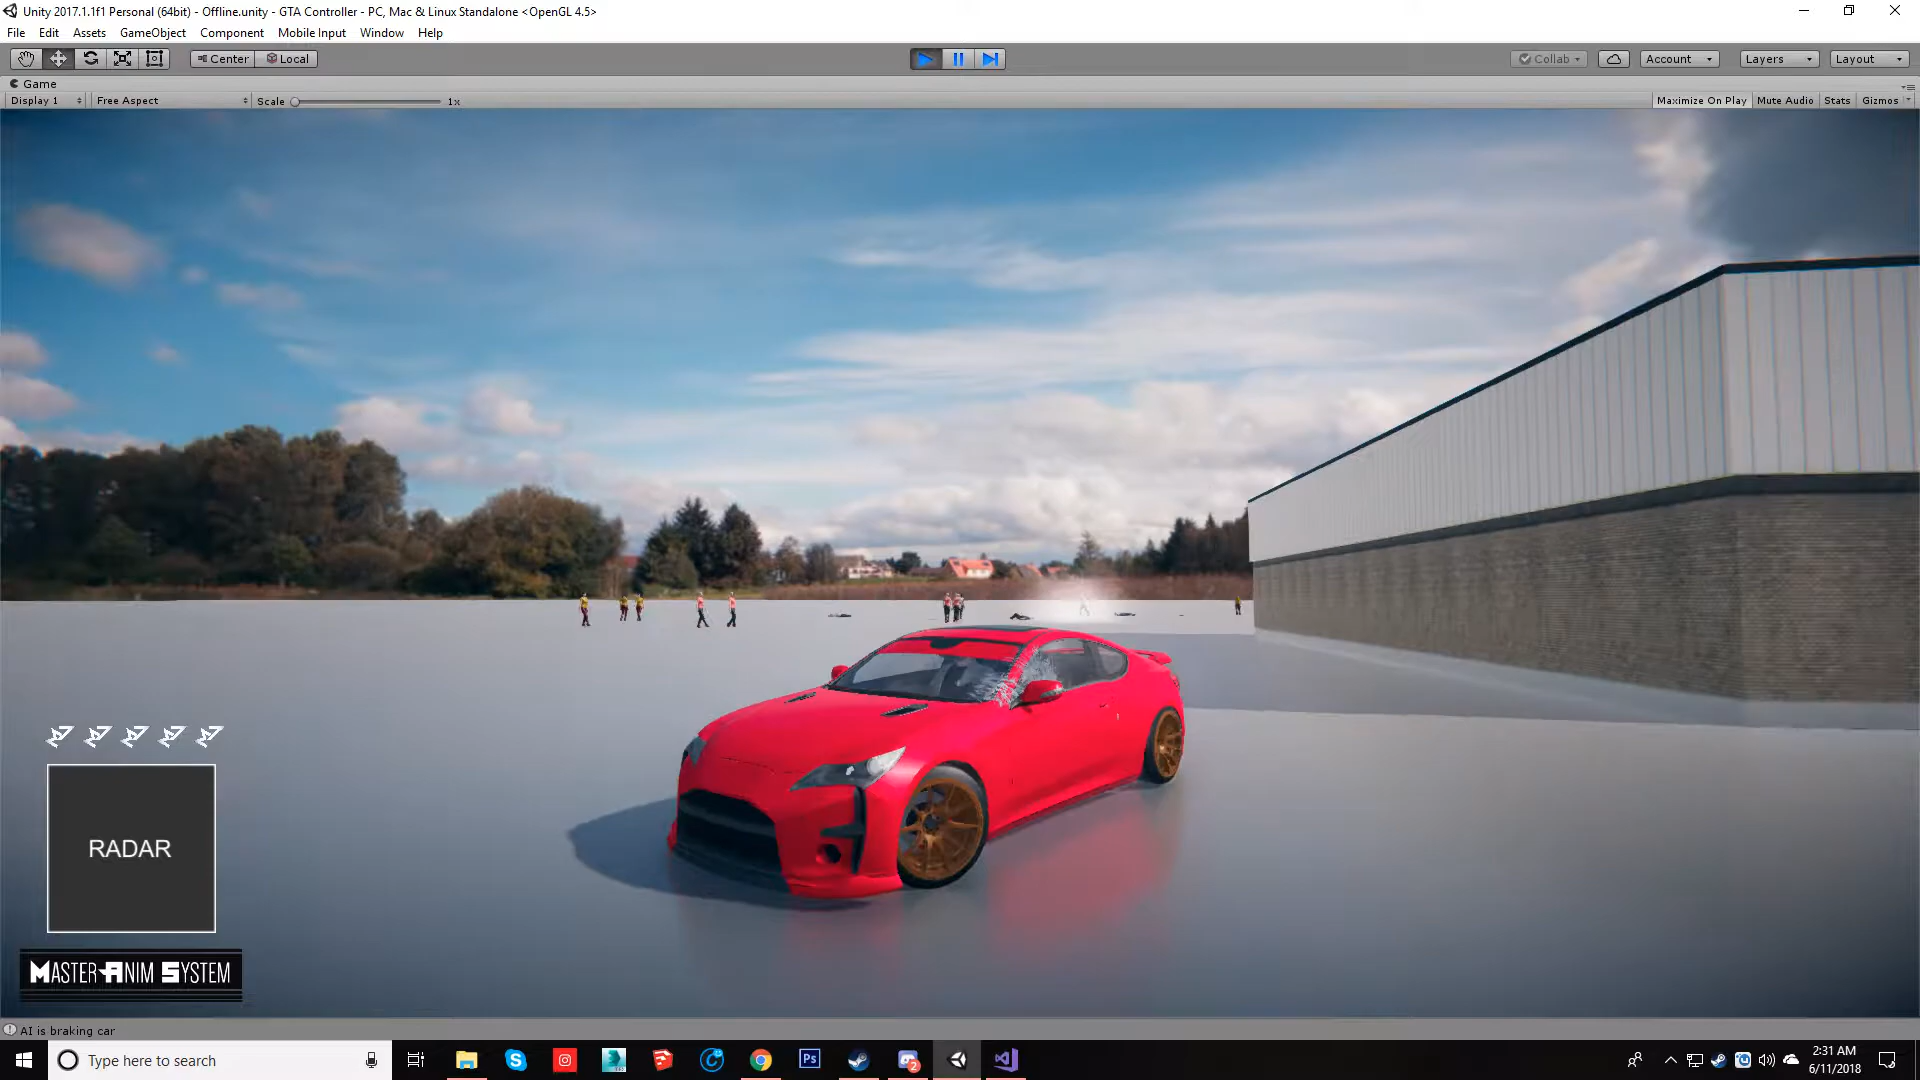 Unity 2017.1.1f1 Personal (64bit) - Offline.unity - GTA Controller - PC, Mac & Linux Standalone <OpenGL 4.5>
File Edit Assets GameObject Component Mobile Input Window Help
Center Local Collab Account Layers Layout
Game
Display 1 Free Aspect Scale 1x Maximize On Play Mute Audio Stats Gizmos
RADAR
MASTER ANIM SYSTEM
AI is braking car
Type here to search
Ps
2
2:31 AM
6/11/2018